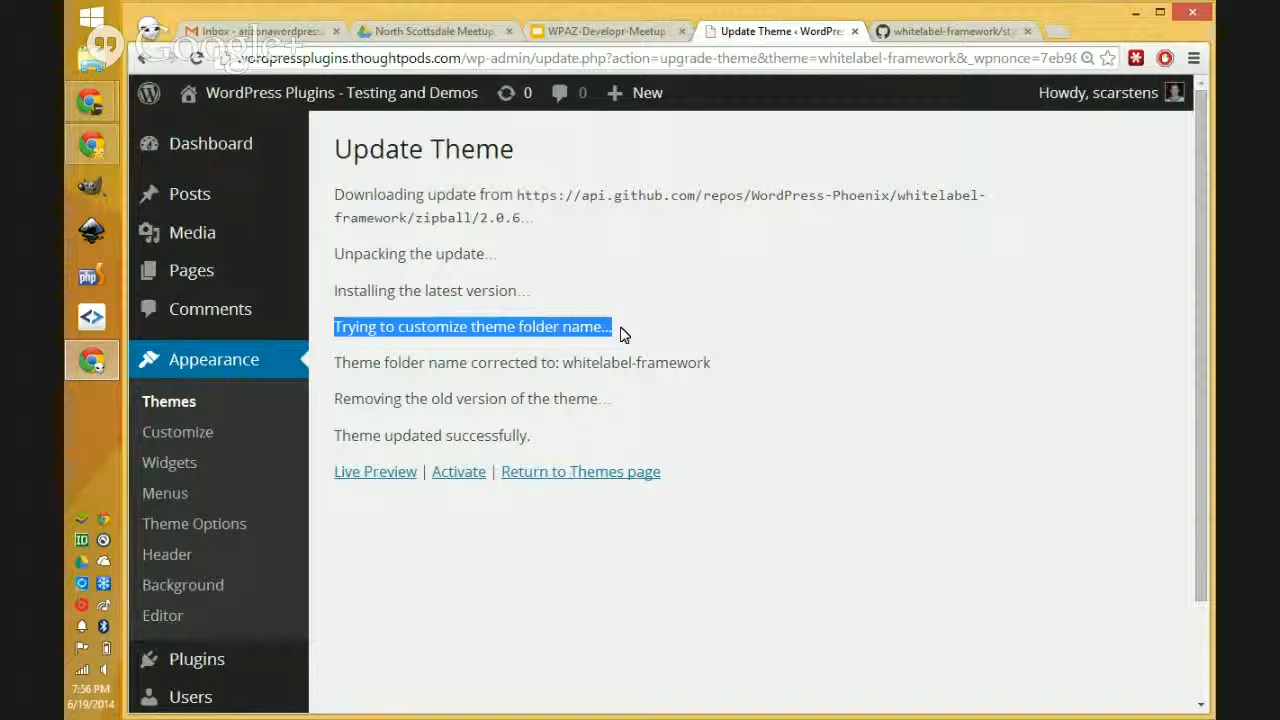 Google+
Inbox - arizonawordpress
North Scottsdale Meetup
WPAZ-Developr-Meetup
Update Theme ‹ WordPre
whitelabel-framework/sty
wordpressplugins.thoughtpods.com/wp-admin/update.php?action=upgrade-theme&theme=whitelabel-framework&_wpnonce=7eb98
WordPress Plugins - Testing and Demos
0
0
New
Howdy, scarstens
Dashboard
Posts
Media
Pages
Comments
Appearance
Themes
Customize
Widgets
Menus
Theme Options
Header
Background
Editor
Plugins
Users
Update Theme
Downloading update from https://api.github.com/repos/WordPress-Phoenix/whitelabel-
framework/zipball/2.0.6…
Unpacking the update…
Installing the latest version…
Trying to customize theme folder name...
Theme folder name corrected to: whitelabel-framework
Removing the old version of the theme…
Theme updated successfully.
Live Preview | Activate | Return to Themes page
php
7:56 PM
6/19/2014